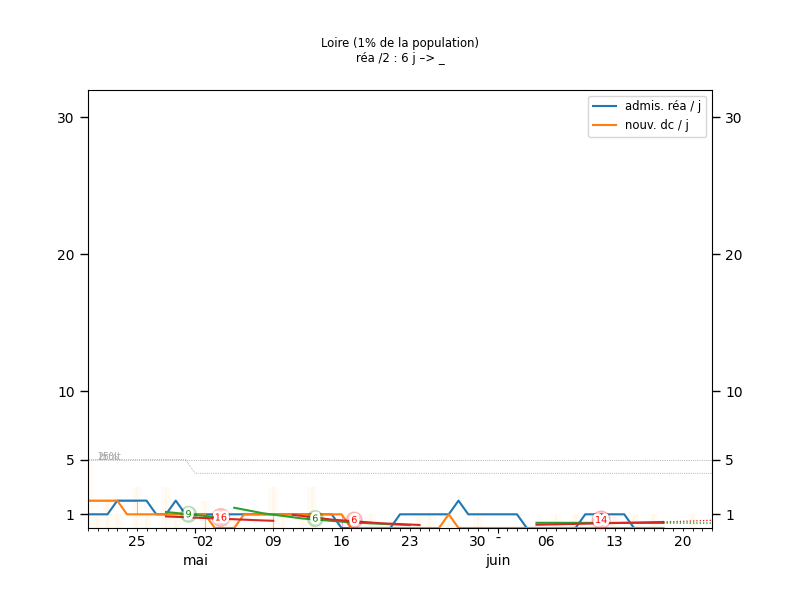 Loire (1% de la population)
réa /2 : 6 j –> _
admis. réa / j
nouv. dc / j
30 30
20 20
10 10
5 5
1 1
9 16 6 6 14
25 02 09 16 23 30 - 06 13 20
mai juin